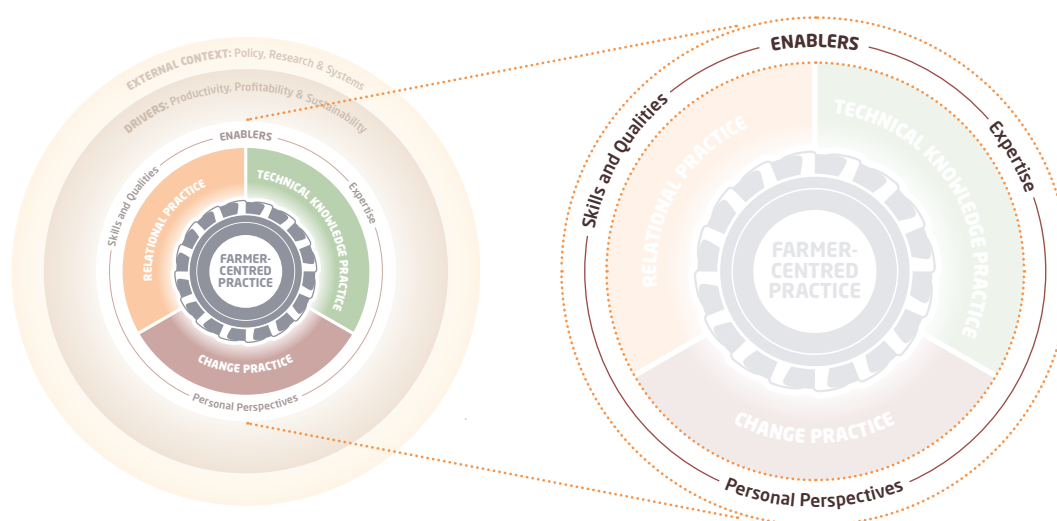 EXTERNAL CONTEXT: Policy, Research & Systems
DRIVERS: Productivity, Profitability & Sustainability
ENABLERS
Skills and Qualities
Expertise
RELATIONAL PRACTICE
TECHNICAL KNOWLEDGE PRACTICE
FARMER-
CENTRED
PRACTICE
CHANGE PRACTICE
Personal Perspectives
ENABLERS
Skills and Qualities
Expertise
RELATIONAL PRACTICE
TECHNICAL KNOWLEDGE PRACTICE
FARMER-
CENTRED
PRACTICE
CHANGE PRACTICE
Personal Perspectives